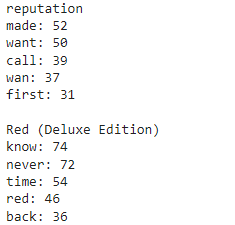 reputation
made: 52
want: 50
call: 39
wan: 37
first: 31

Red (Deluxe Edition)
know: 74
never: 72
time: 54
red: 46
back: 36